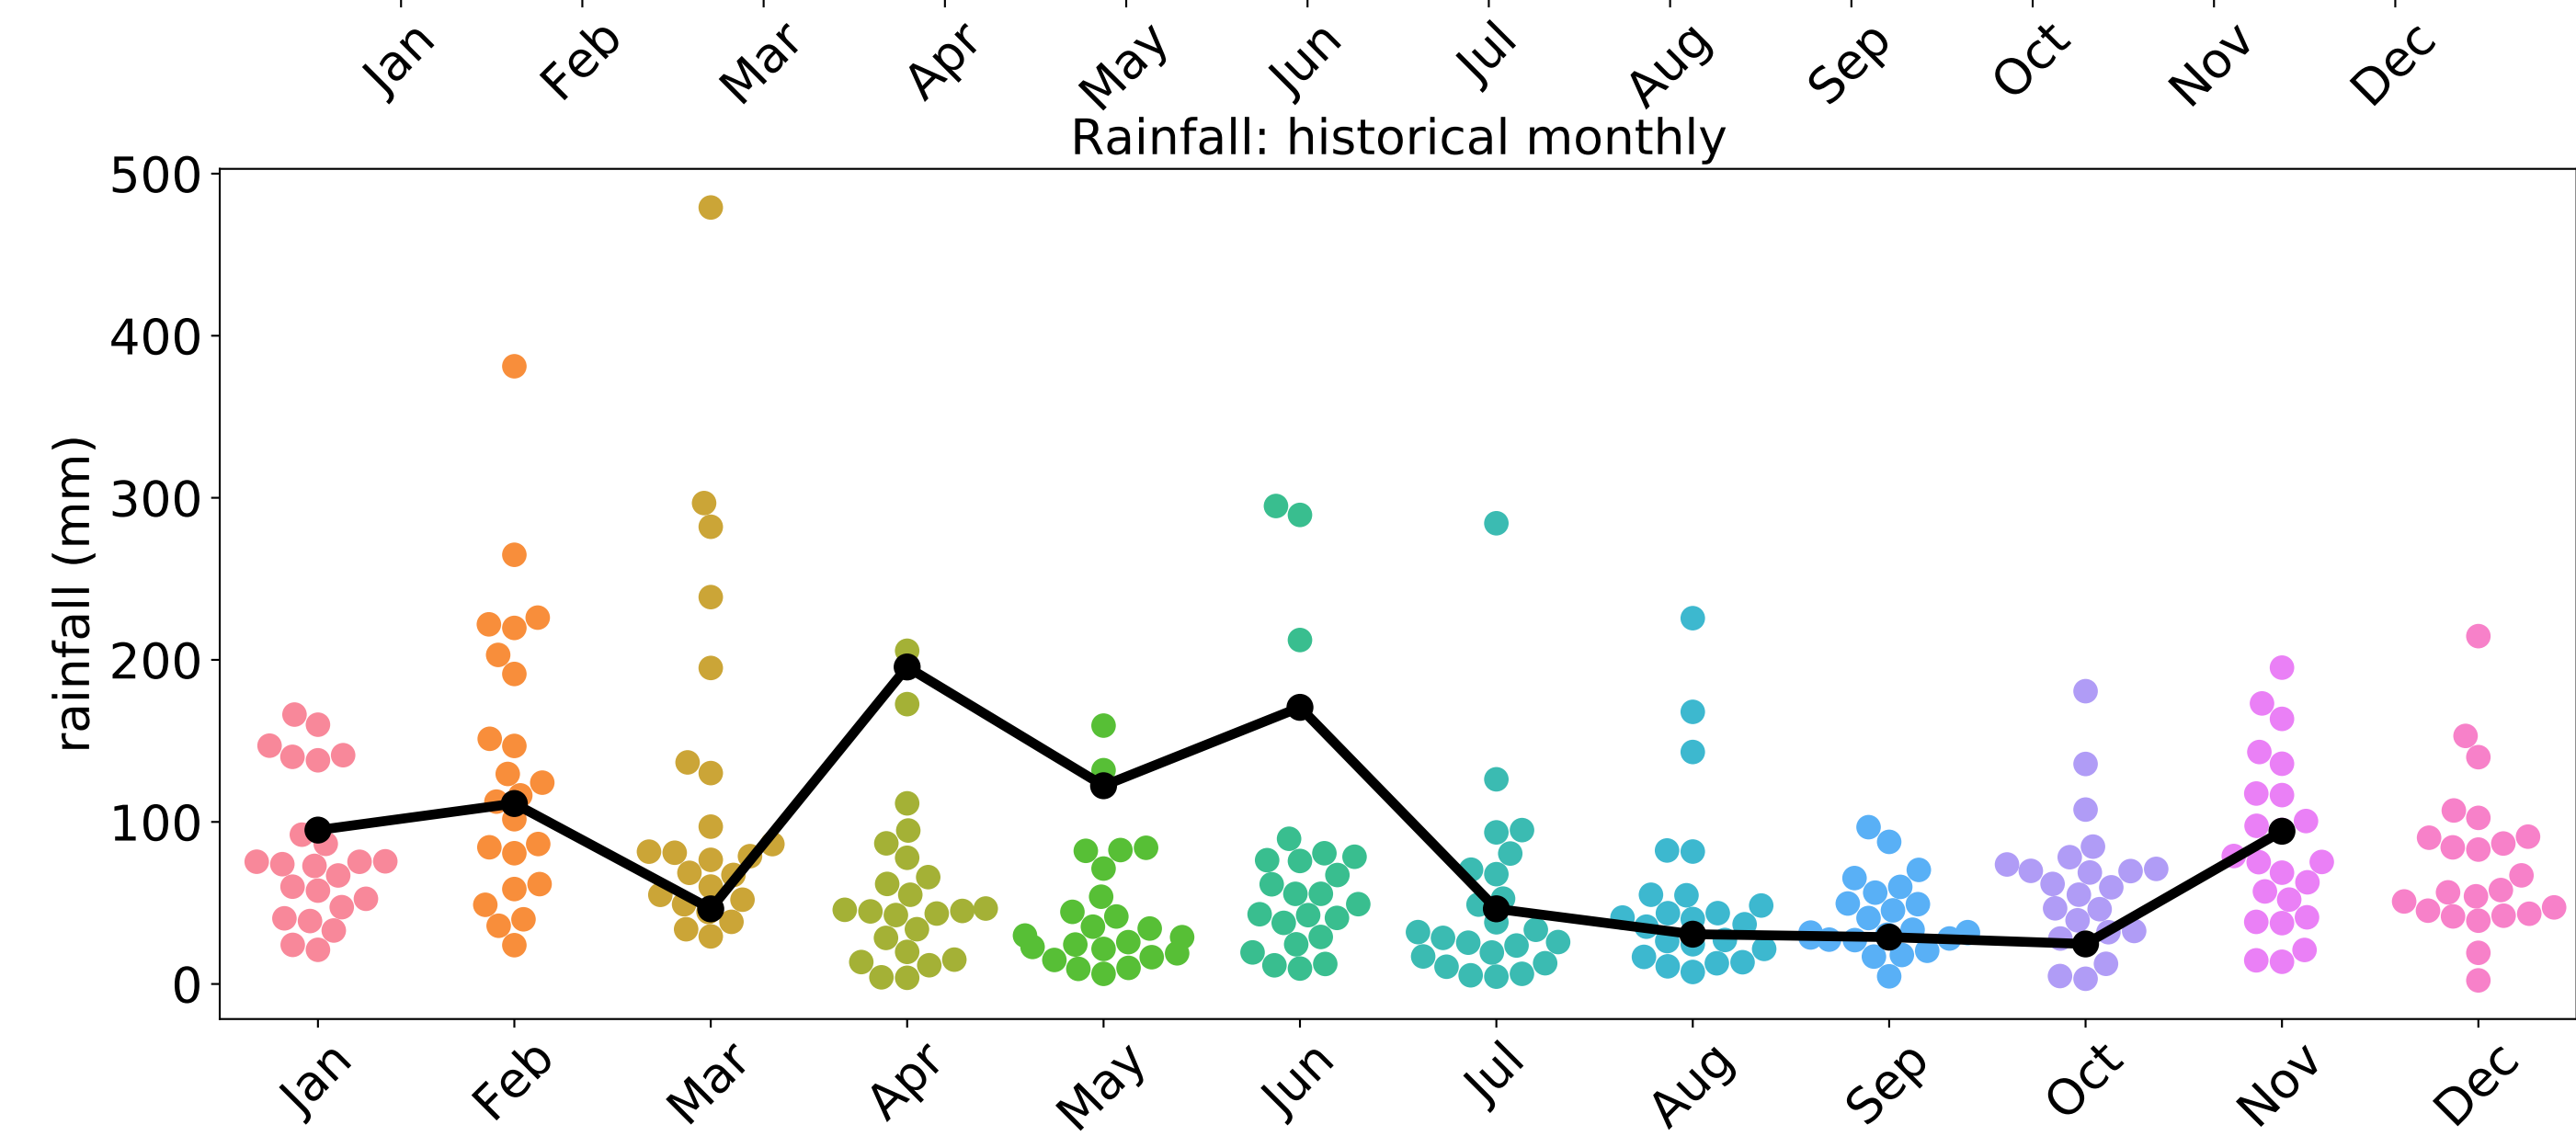 Jan Feb Mar Apr May Jun Jul Aug Sep Oct Nov Dec
Rainfall: historical monthly
500
400
300
200
100
0
rainfall (mm)
Jan Feb Mar Apr May Jun Jul Aug Sep Oct Nov Dec